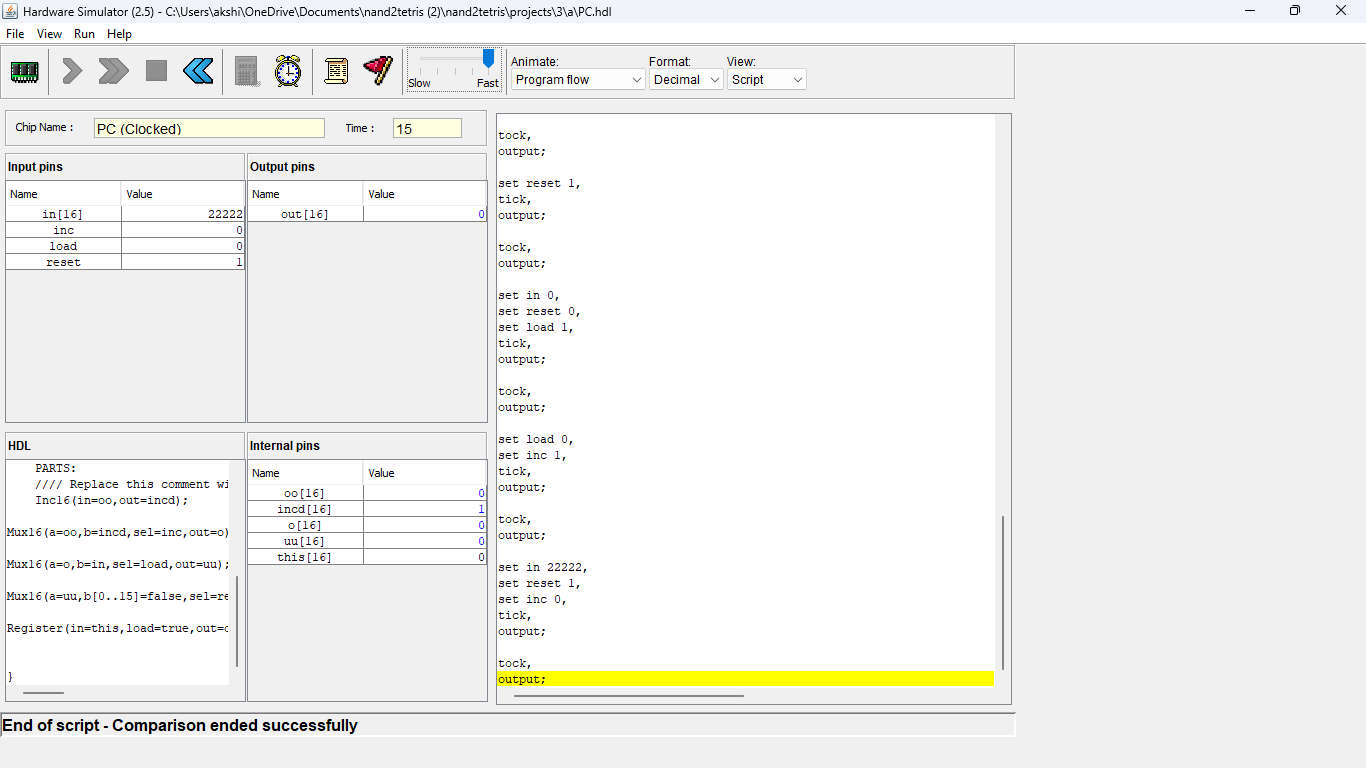 Hardware Simulator (2.5) - C:\Users\akshi\OneDrive\Documents\nand2tetris (2)\nand2tetris\projects\3\a\PC.hdl
File View Run Help
Slow Fast
Animate: Format: View:
Program flow Decimal Script
Chip Name : PC (Clocked) Time : 15
Input pins
Name Value
in[16] 22222
inc 0
load 0
reset 1
Output pins
Name Value
out[16] 0
HDL
PARTS:
//// Replace this comment wi
Inc16(in=oo,out=incd);
Mux16(a=oo,b=incd,sel=inc,out=o)
Mux16(a=o,b=in,sel=load,out=uu);
Mux16(a=uu,b[0..15]=false,sel=re
Register(in=this,load=true,out=o
}
Internal pins
Name Value
oo[16] 0
incd[16] 1
o[16] 0
uu[16] 0
this[16] 0
tock,
output;
set reset 1,
tick,
output;
tock,
output;
set in 0,
set reset 0,
set load 1,
tick,
output;
tock,
output;
set load 0,
set inc 1,
tick,
output;
tock,
output;
set in 22222,
set reset 1,
set inc 0,
tick,
output;
tock,
output;
End of script - Comparison ended successfully